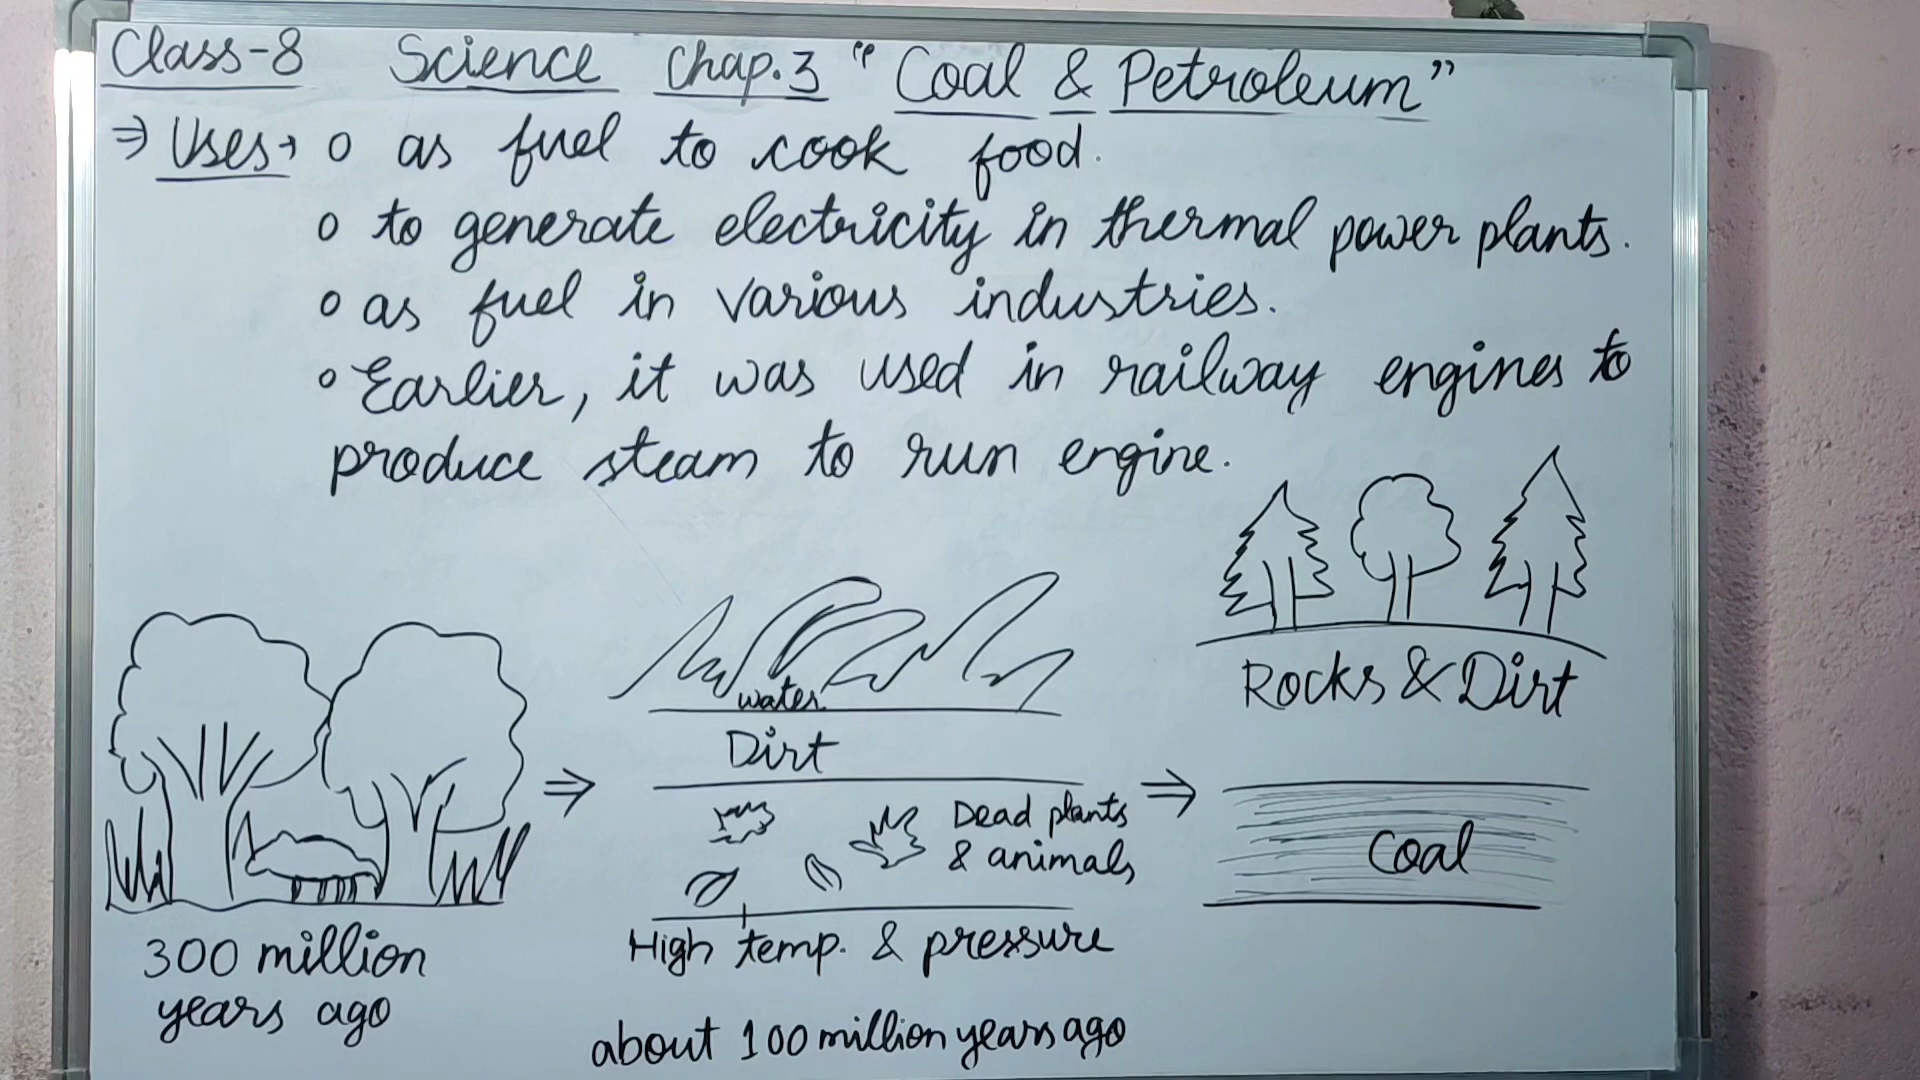 Class-8 Science Chap.3 "Coal & Petroleum"
⇒ Uses → o as fuel to cook food.
o to generate electricity in thermal power plants.
o as fuel in various industries.
o Earlier, it was used in railway engines to
produce steam to run engine.
300 million
years ago
⇒
water
Dirt
Dead plants
& animals
High temp. & pressure
about 100 million years ago
⇒
Rocks & Dirt
Coal